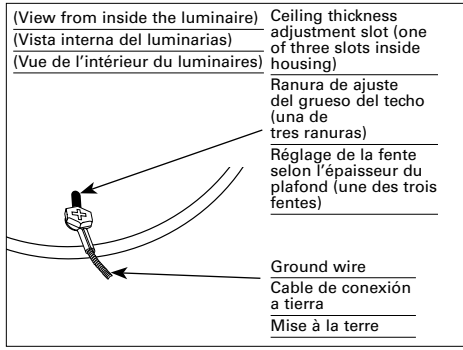 (View from inside the luminaire)
(Vista interna del luminarias)
(Vue de l'intérieur du luminaires)
Ceiling thickness
adjustment slot (one
of three slots inside
housing)
Ranura de ajuste
del grueso del techo
(una de
tres ranuras)
Réglage de la fente
selon l'épaisseur du
plafond (une des trois
fentes)
Ground wire
Cable de conexión
a tierra
Mise à la terre